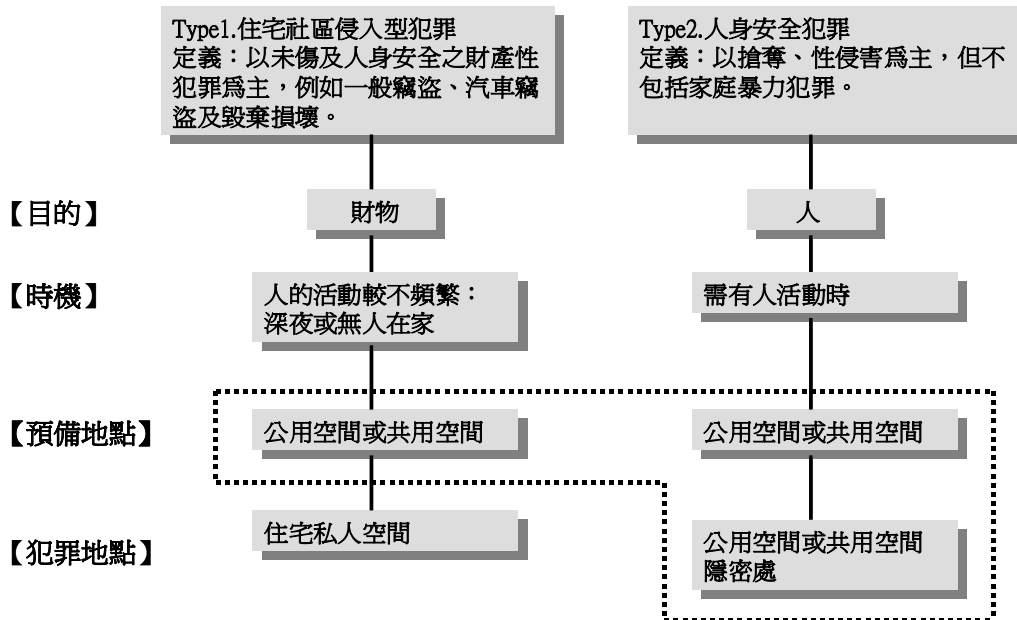 Type1.住宅社區侵入型犯罪
定義：以未傷及人身安全之財產性
犯罪為主，例如一般竊盜、汽車竊
盜及毀棄損壞。
Type2.人身安全犯罪
定義：以搶奪、性侵害為主，但不
包括家庭暴力犯罪。
【目的】
財物
人
【時機】
人的活動較不頻繁：
深夜或無人在家
需有人活動時
【預備地點】
公用空間或共用空間
公用空間或共用空間
【犯罪地點】
住宅私人空間
公用空間或共用空間
隱密處